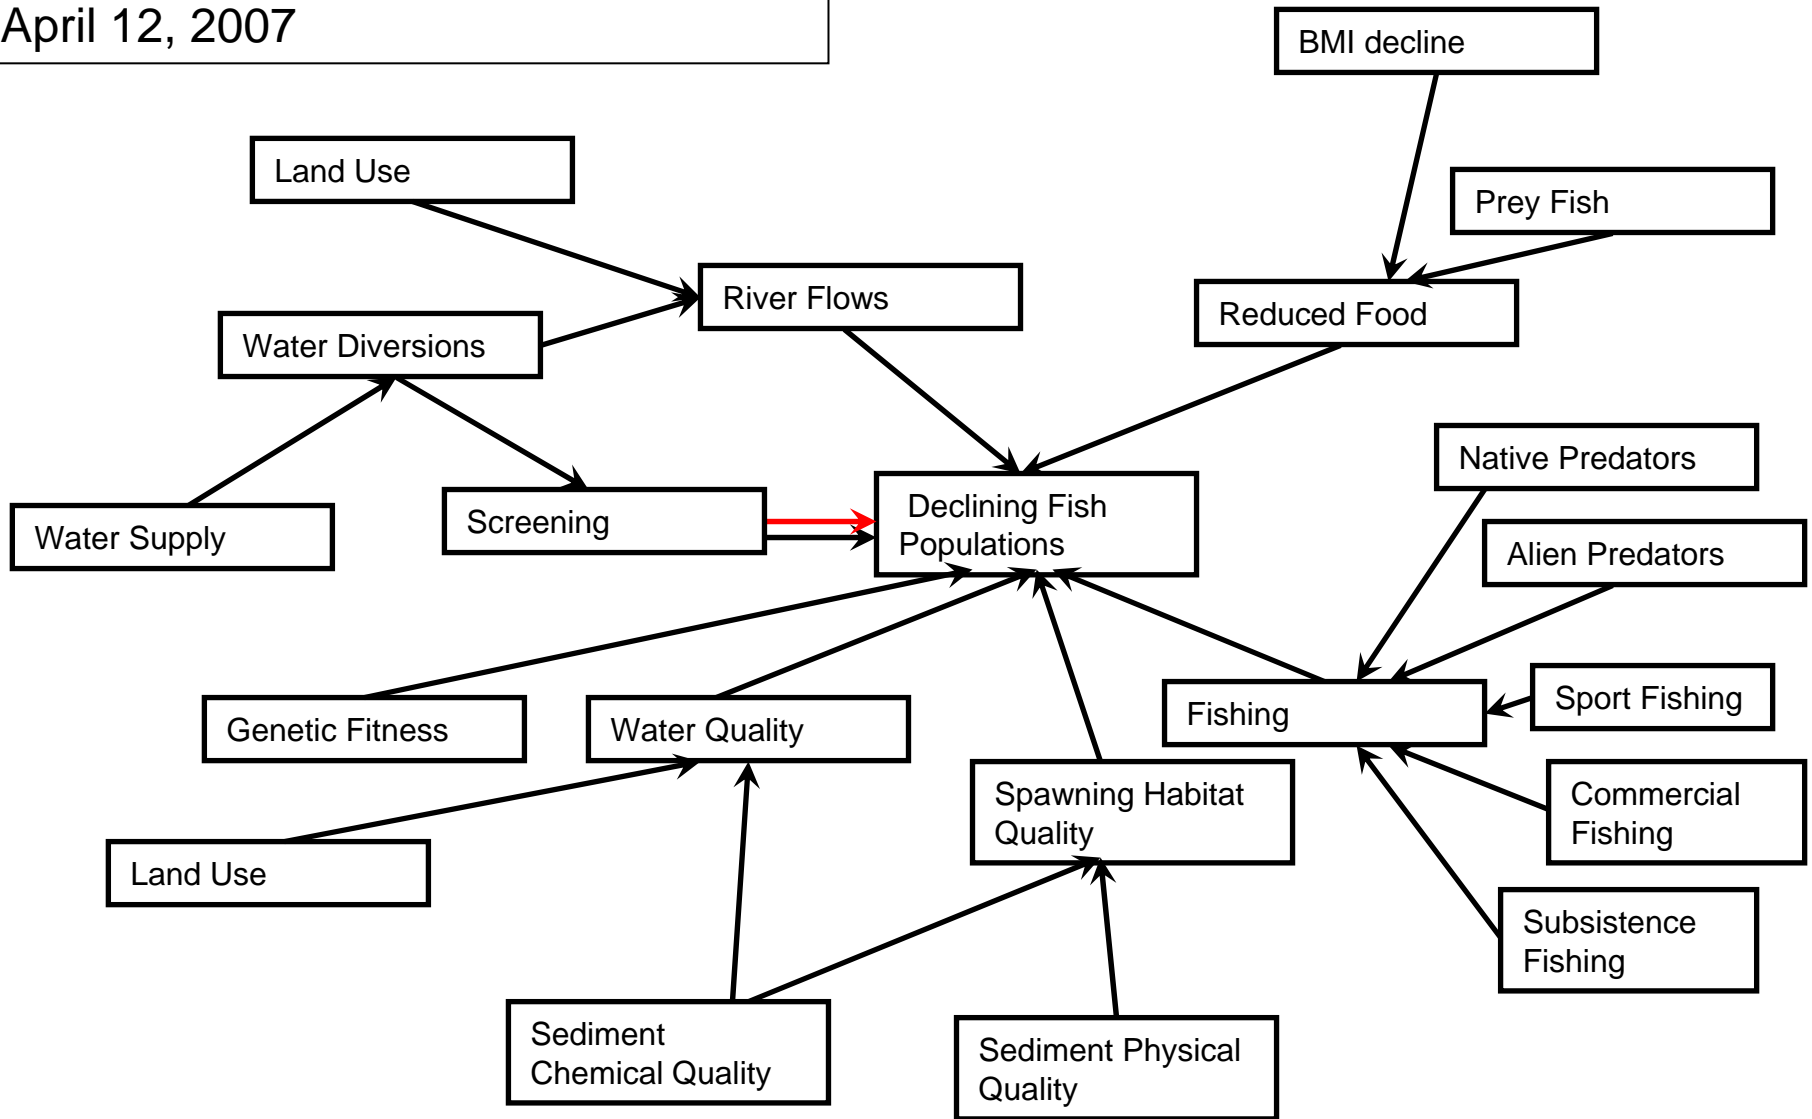 April 12, 2007
BMI decline
Land Use
Prey Fish
River Flows
Reduced Food
Water Diversions
Native Predators
Declining Fish
Populations
Screening
Water Supply
Alien Predators
Sport Fishing
Fishing
Genetic Fitness
Water Quality
Spawning Habitat
Quality
Commercial
Fishing
Land Use
Subsistence
Fishing
Sediment
Chemical Quality
Sediment Physical
Quality